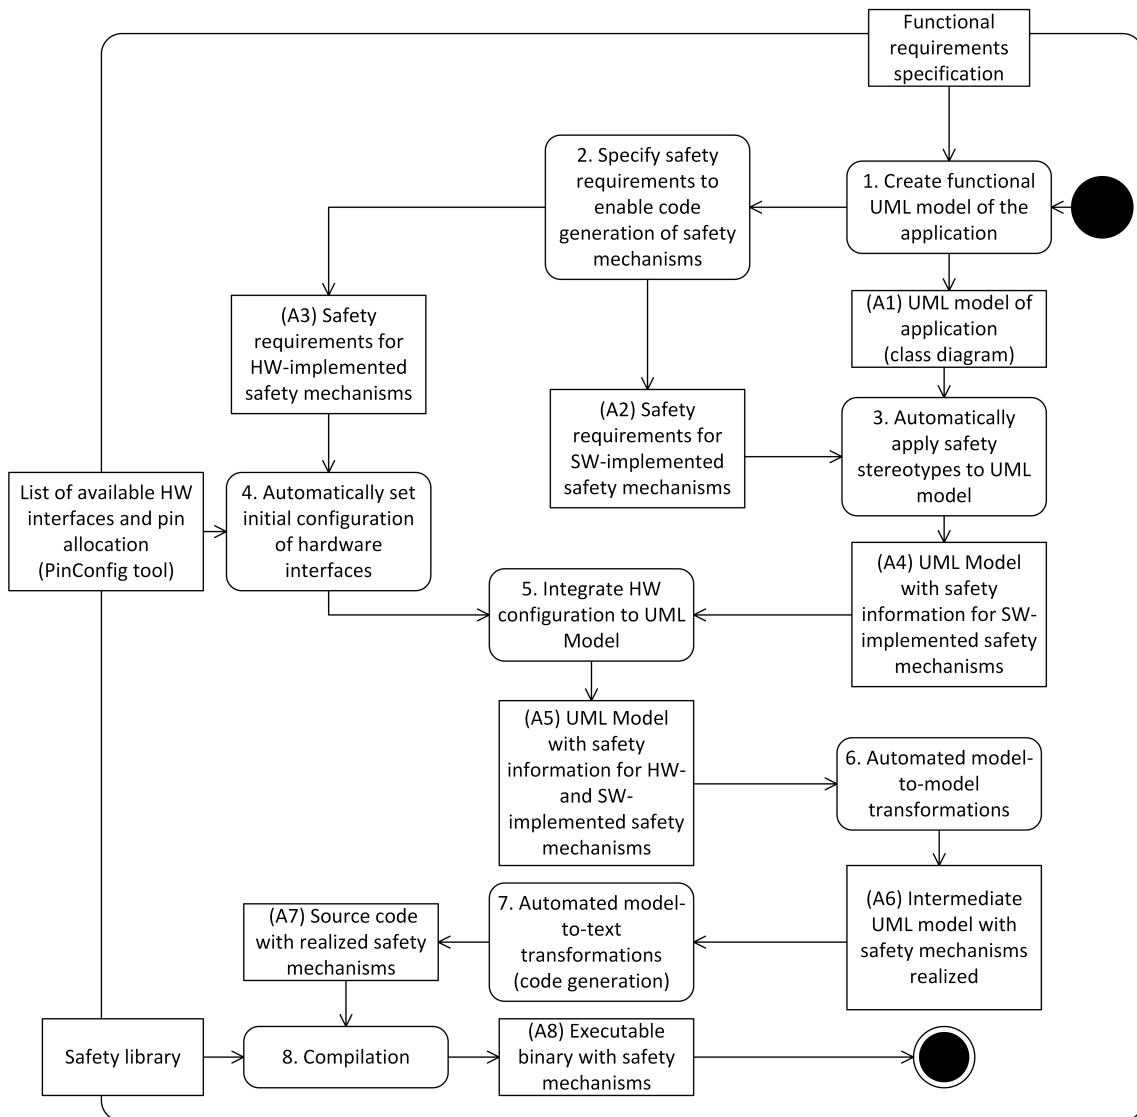 Functional
requirements
specification
2. Specify safety
requirements to
enable code
generation of safety
mechanisms
1. Create functional
UML model of the
application
(A3) Safety
requirements for
HW-implemented
safety mechanisms
(A1) UML model of
application
(class diagram)
(A2) Safety
requirements for
SW-implemented
safety mechanisms
3. Automatically
apply safety
stereotypes to UML
model
List of available HW
interfaces and pin
allocation
(PinConfig tool)
4. Automatically set
initial configuration
of hardware
interfaces
5. Integrate HW
configuration to UML
Model
(A4) UML Model
with safety
information for SW-
implemented safety
mechanisms
(A5) UML Model
with safety
information for HW-
and SW-
implemented safety
mechanisms
6. Automated model-
to-model
transformations
(A7) Source code
with realized safety
mechanisms
7. Automated model-
to-text
transformations
(code generation)
(A6) Intermediate
UML model with
safety mechanisms
realized
Safety library
8. Compilation
(A8) Executable
binary with safety
mechanisms